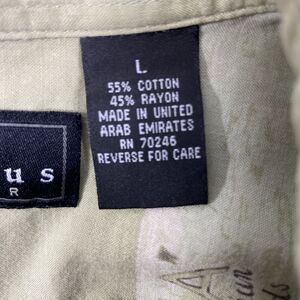 L
55% COTTON
45% RAYON
MADE IN UNITED
ARAB EMIRATES
RN 70246
REVERSE FOR CARE
us
R
A